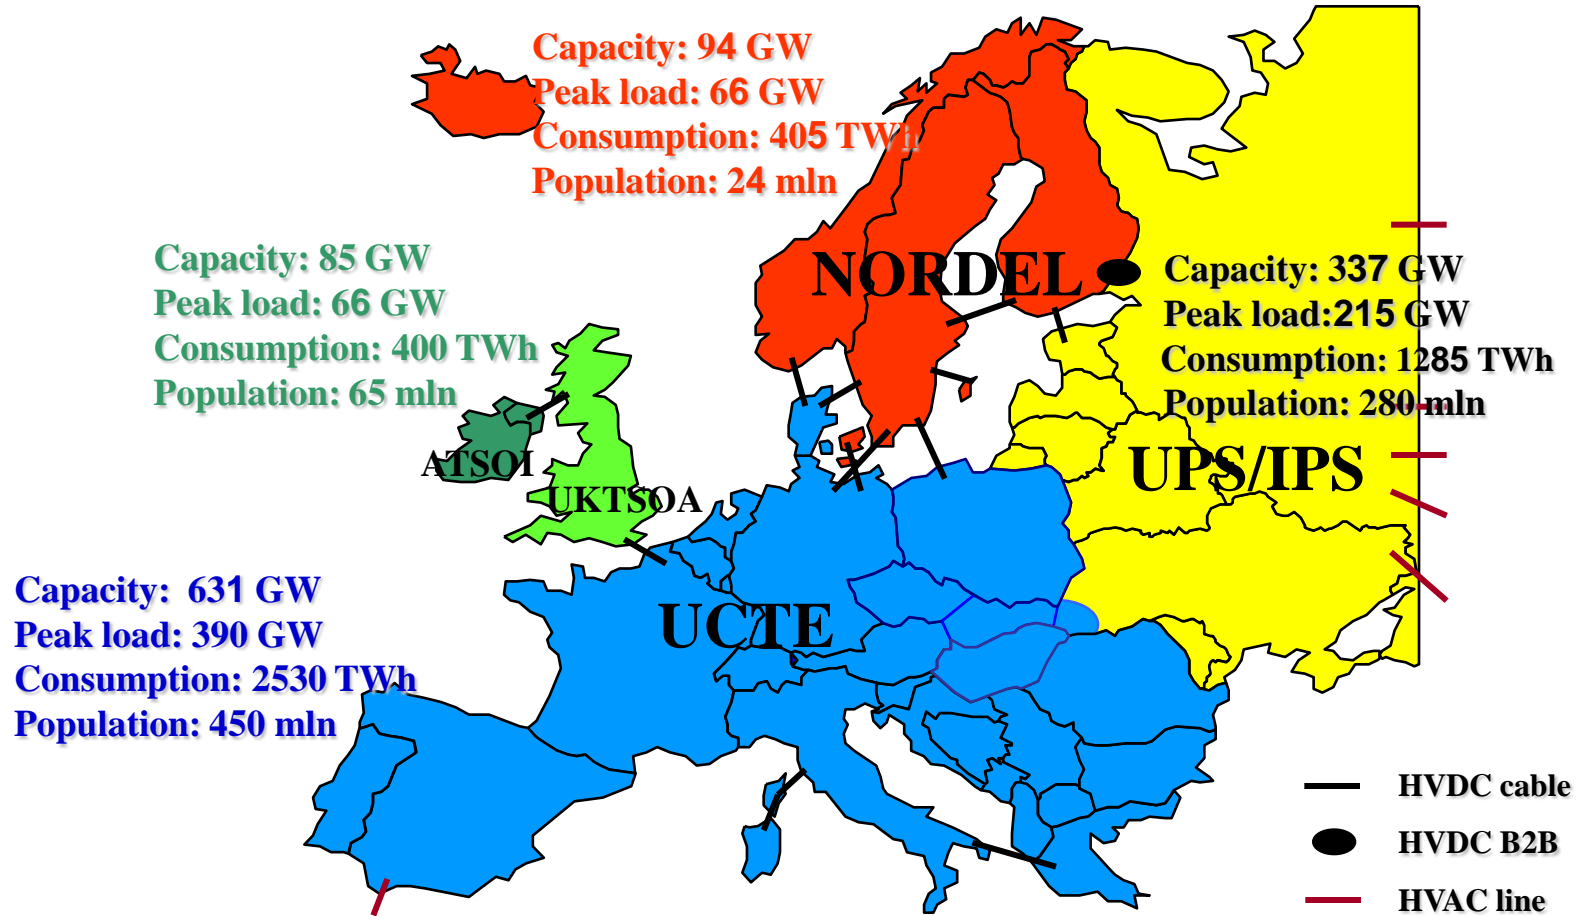 Capacity: 94 GW
Peak load: 66 GW
Consumption: 405 TWh
Population: 24 mln
Capacity: 85 GW
Peak load: 66 GW
Consumption: 400 TWh
Population: 65 mln
NORDEL
Capacity: 337 GW
Peak load:215 GW
Consumption: 1285 TWh
Population: 280 mln
ATSOI
UKTSOA
UPS/IPS
Capacity: 631 GW
Peak load: 390 GW
Consumption: 2530 TWh
Population: 450 mln
UCTE
HVDC cable
HVDC B2B
HVAC line